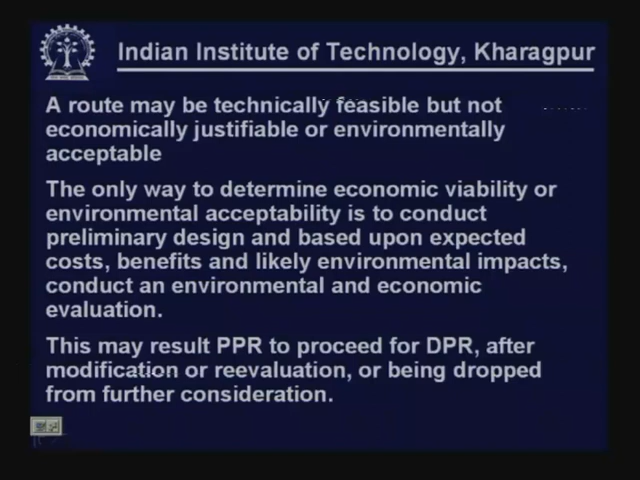 Indian Institute of Technology, Kharagpur
A route may be technically feasible but not
economically justifiable or environmentally
acceptable
The only way to determine economic viability or
environmental acceptability is to conduct
preliminary design and based upon expected
costs, benefits and likely environmental impacts,
conduct an environmental and economic
evaluation.
This may result PPR to proceed for DPR, after
modification or reevaluation, or being dropped
from further consideration.